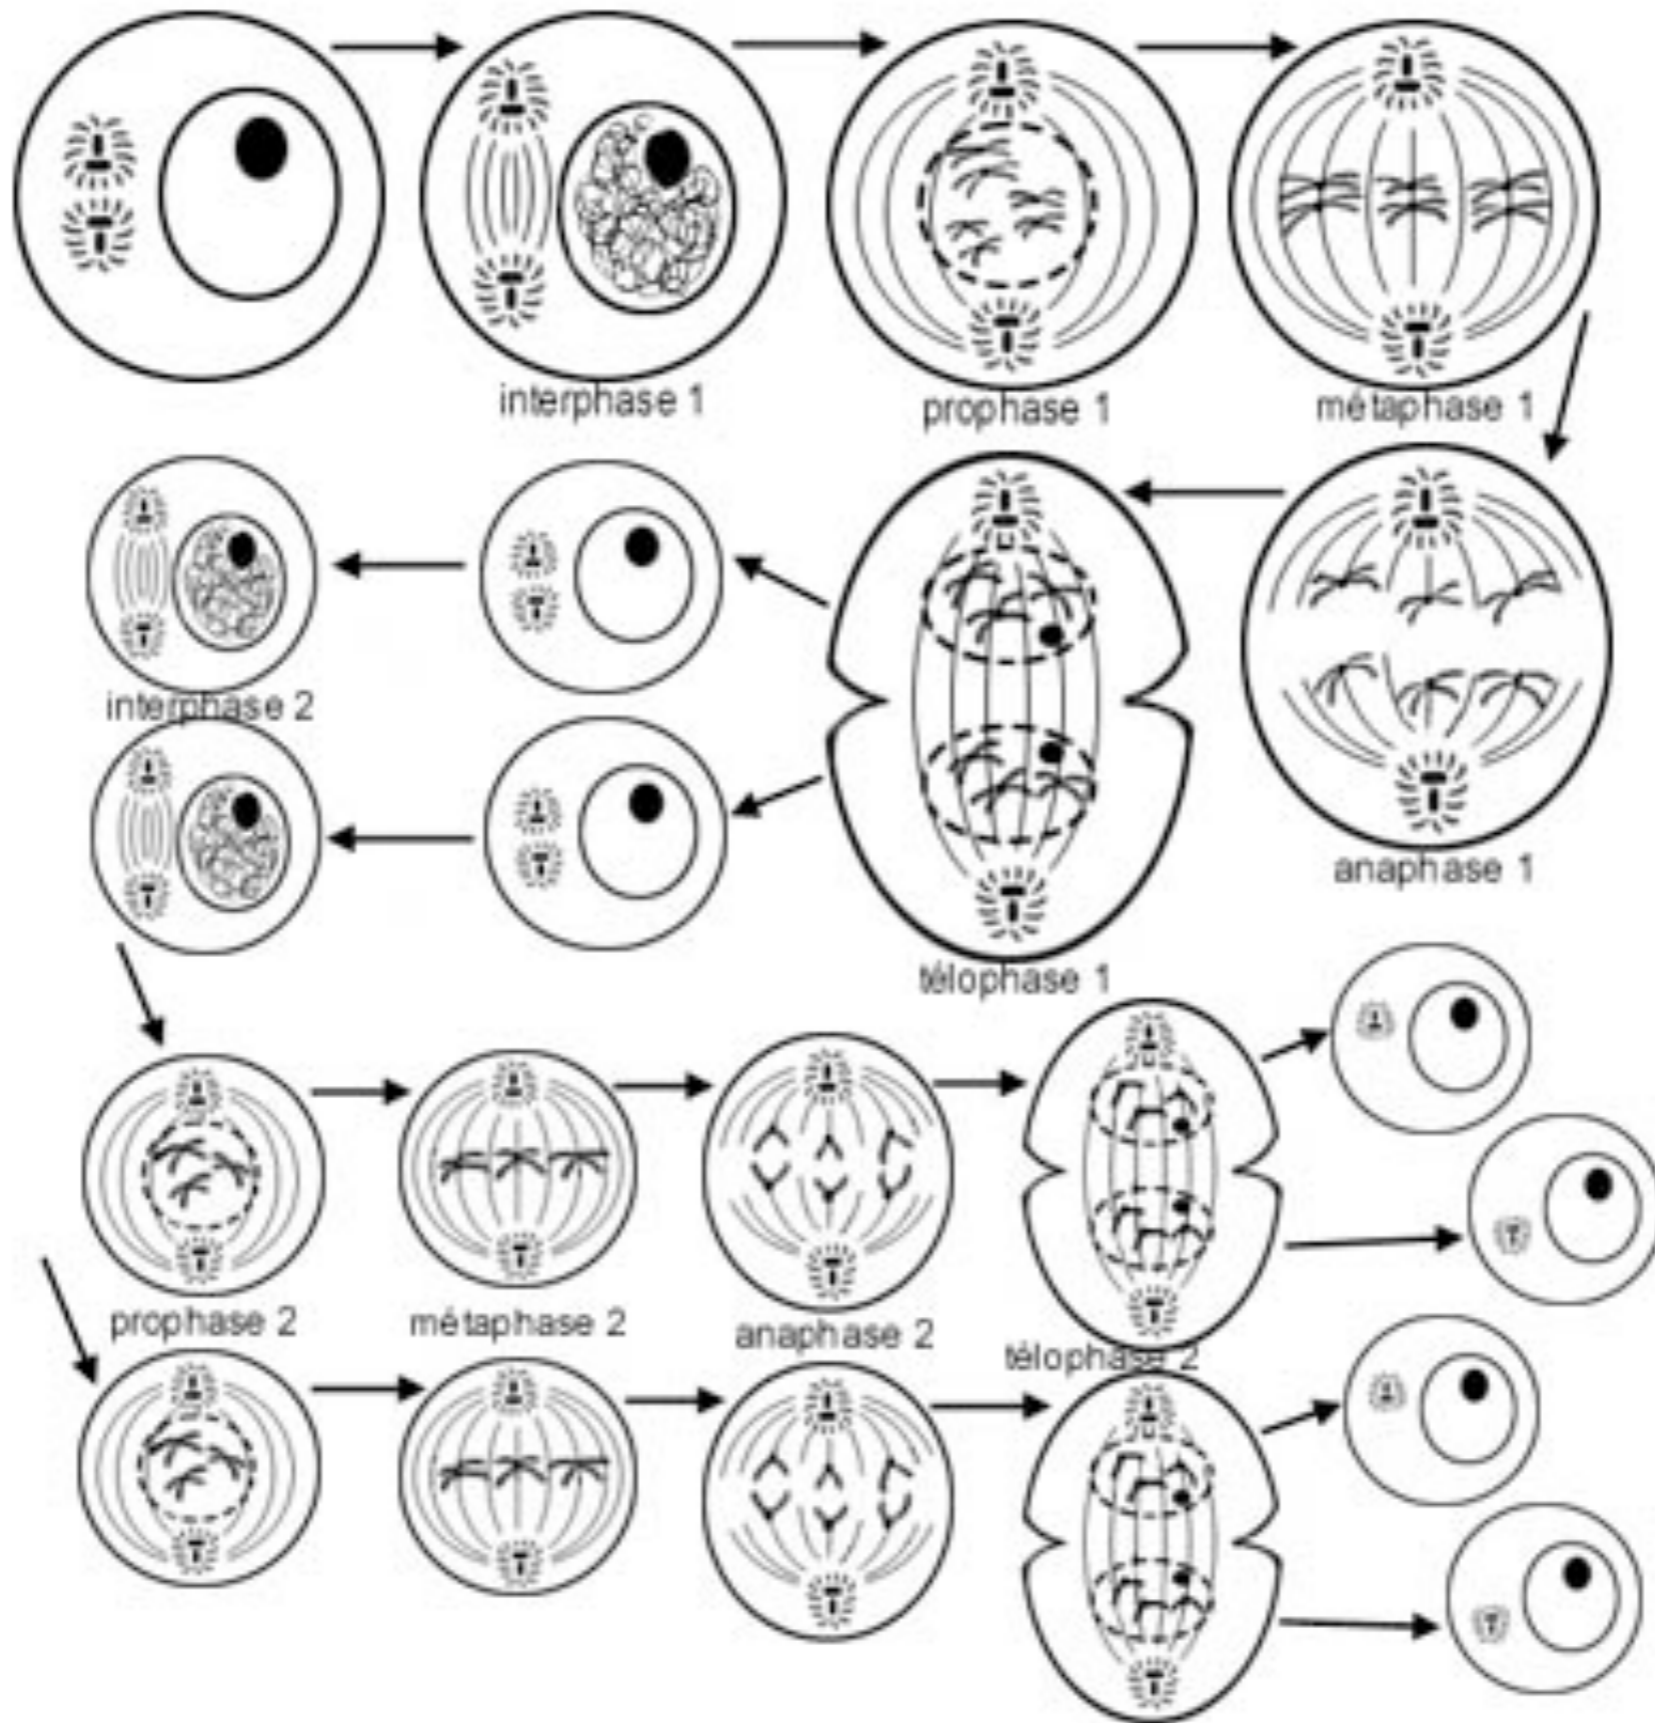 interphase 1
prophase 1
métaphase 1
interphase 2
anaphase 1
télophase 1
prophase 2
métaphase 2
anaphase 2
télophase 2